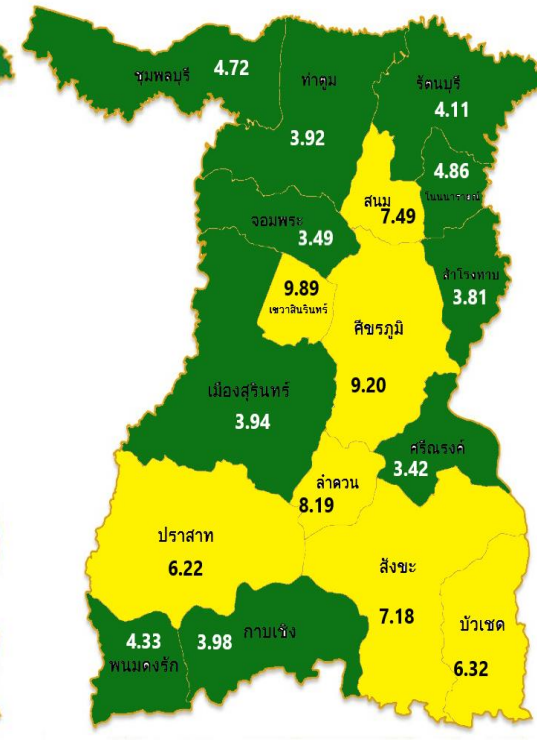 ชุมพลบุรี 4.72
ท่าตูม
3.92
รัตนบุรี
4.11
4.86
โนนนารายณ์
สนม
7.49
จอมพระ
3.49
สำโรงทาบ
3.81
9.89
เขวาสินรินทร์
ศีขรภูมิ
9.20
เมืองสุรินทร์
3.94
ศรีณรงค์
3.42
ลำดวน
8.19
ปราสาท
6.22
สังขะ
7.18
บัวเชด
6.32
4.33
พนมดงรัก
3.98 กาบเชิง